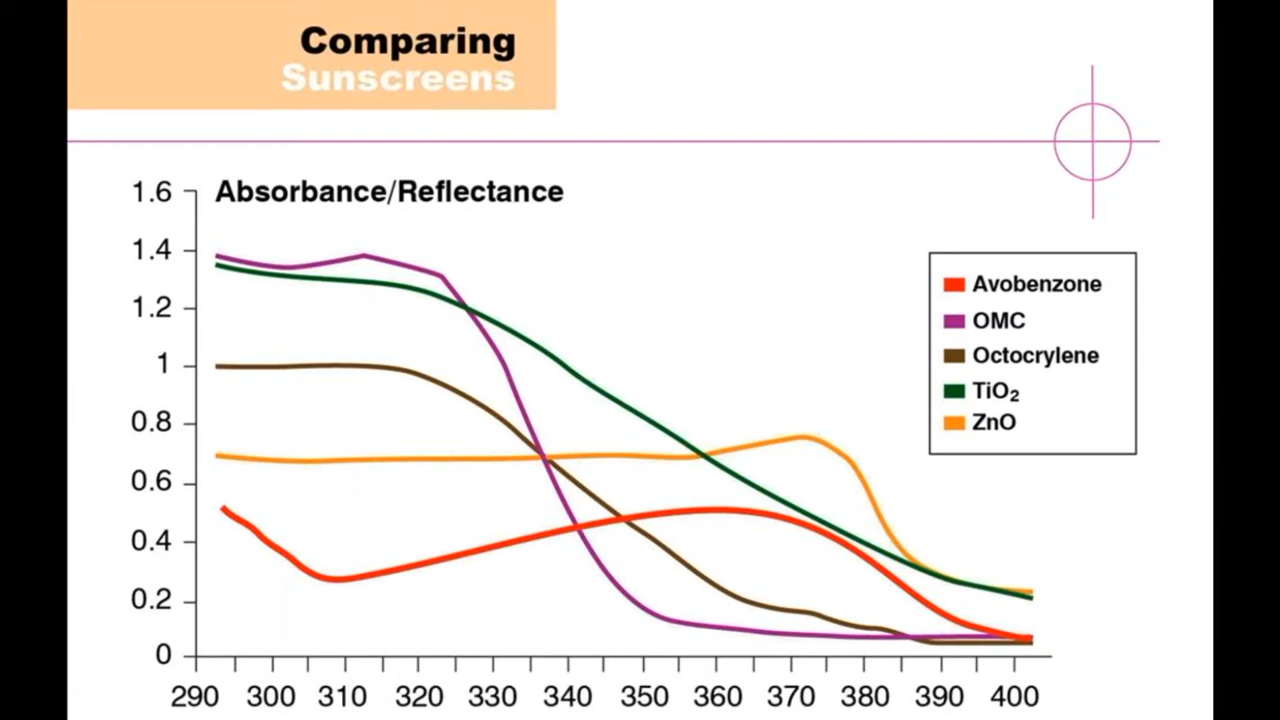 Comparing
Sunscreens
Absorbance/Reflectance
1.6
1.4
1.2
1
0.8
0.6
0.4
0.2
0
290 300 310 320 330 340 350 360 370 380 390 400
Avobenzone
OMC
Octocrylene
TiO₂
ZnO